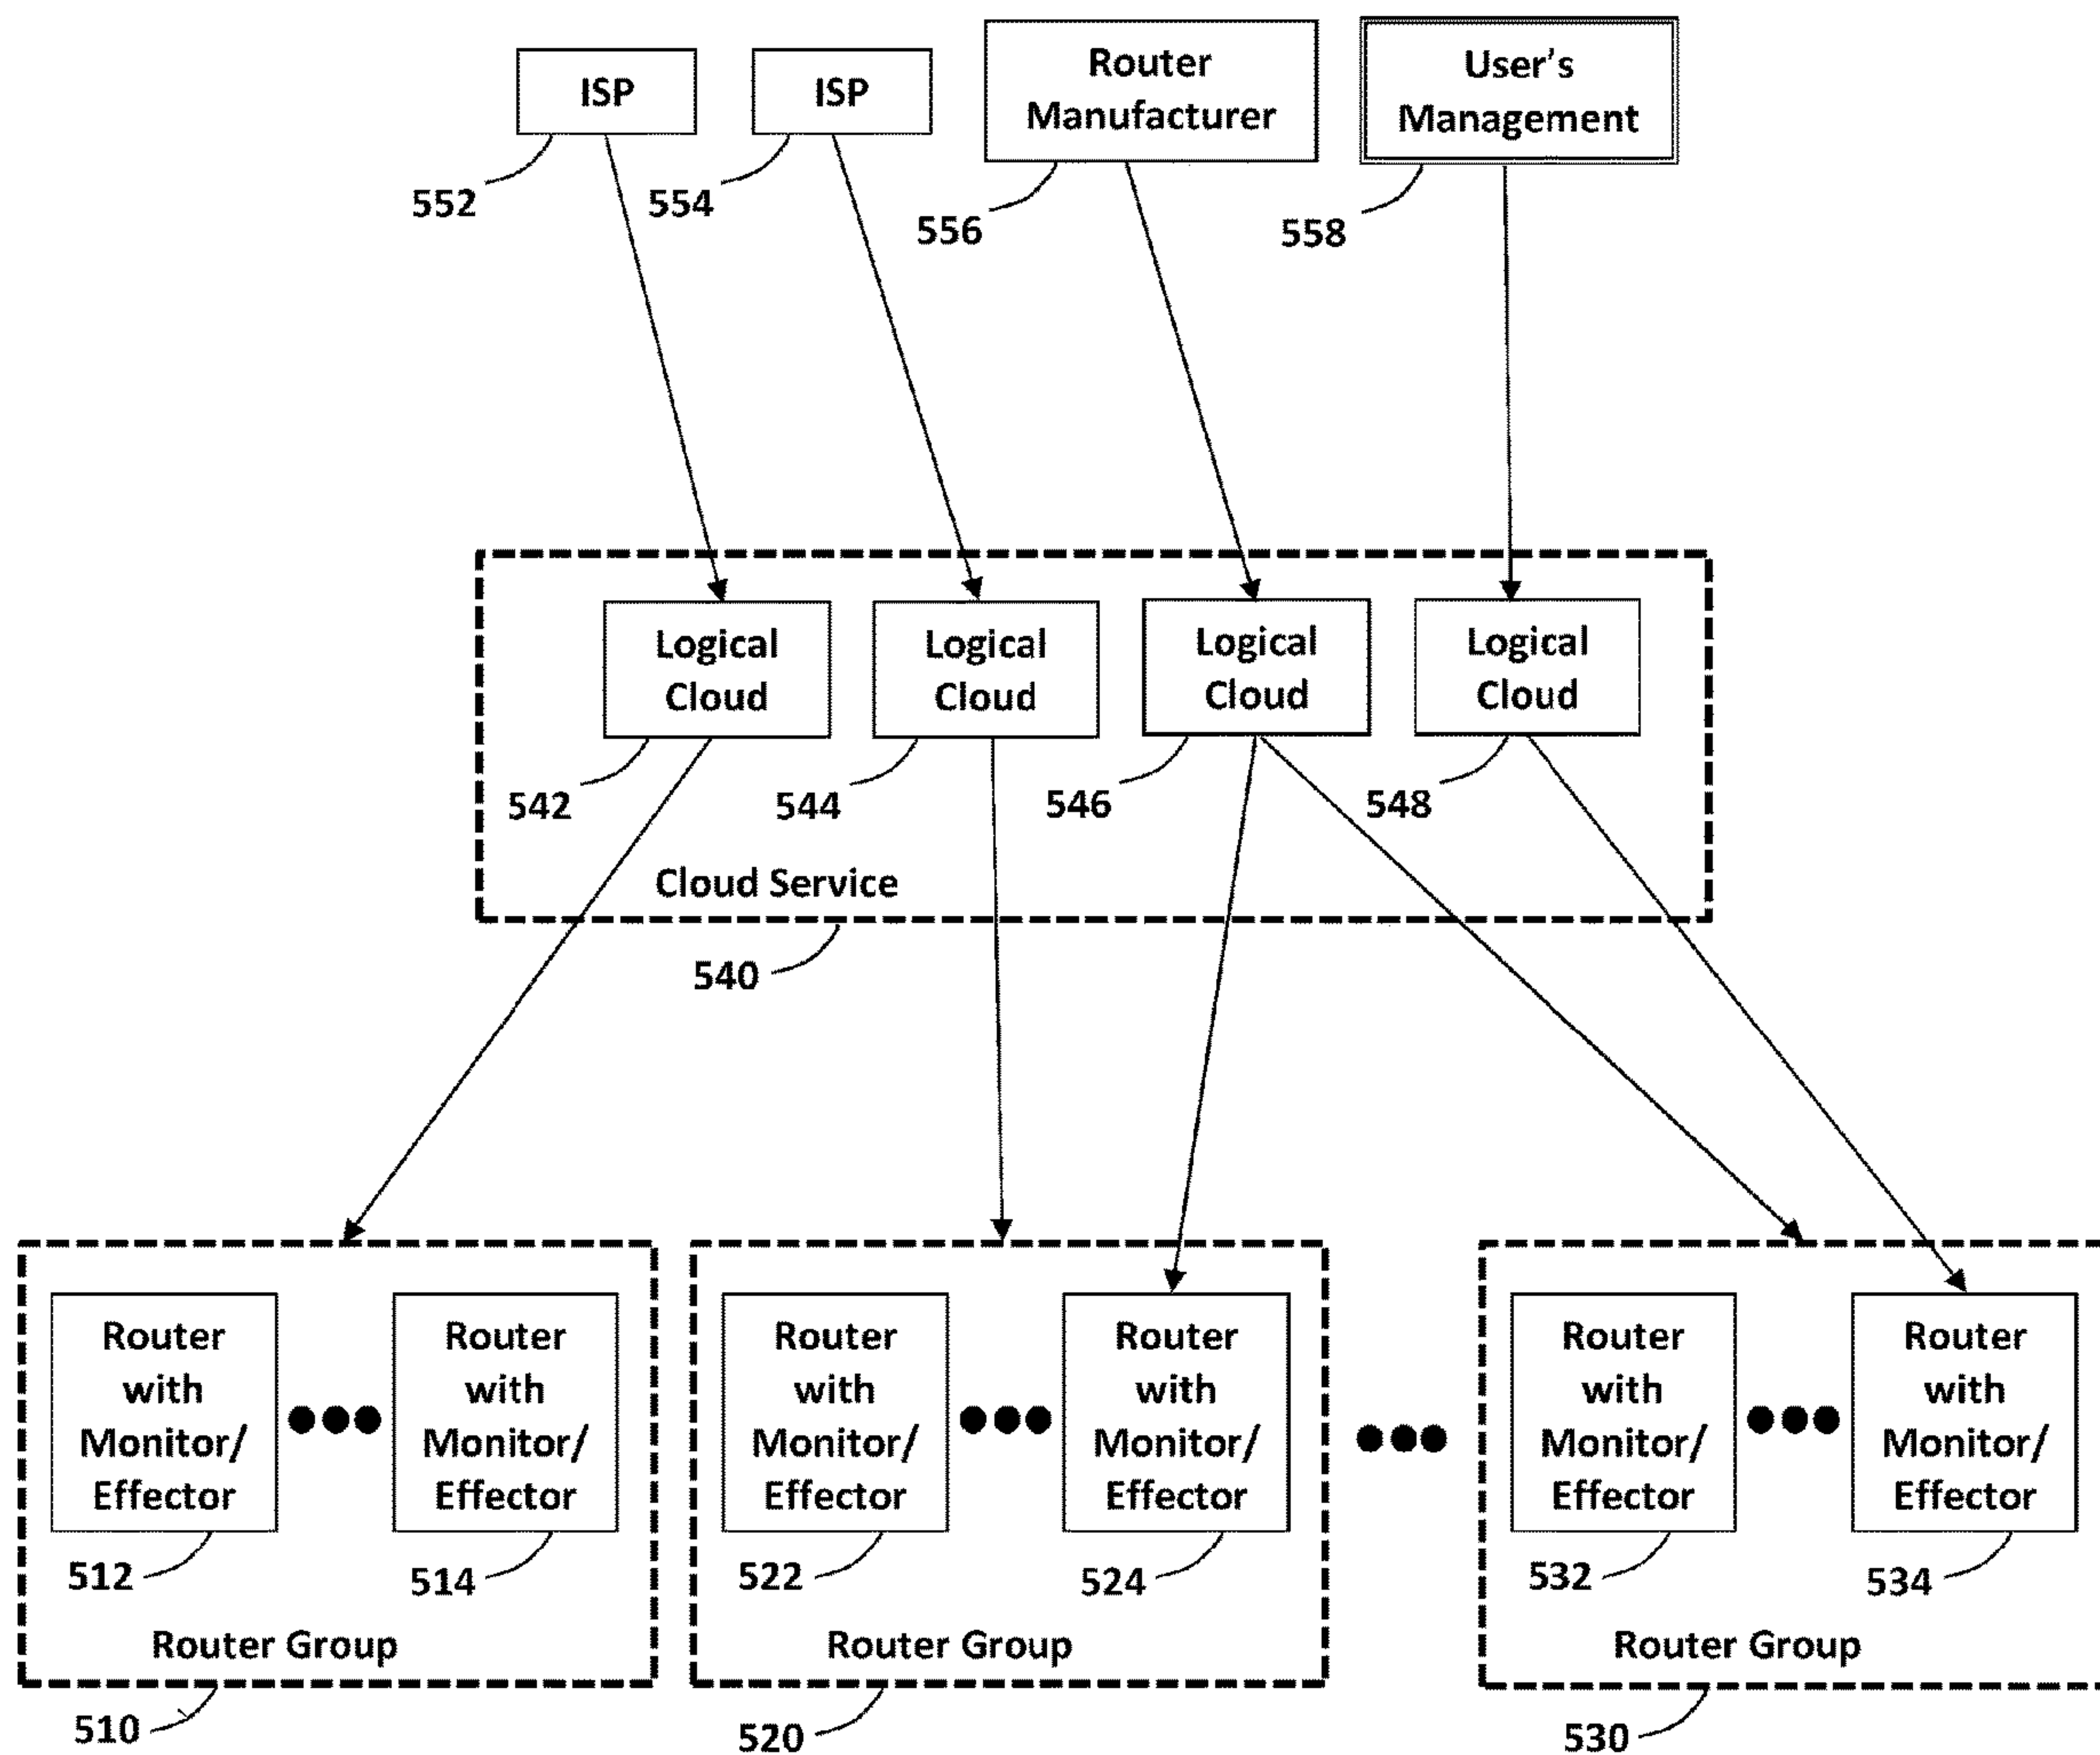 ISP
ISP
Router
Manufacturer
User's
Management
552
554
556
558
Logical
Cloud
Logical
Cloud
Logical
Cloud
Logical
Cloud
542
544
546
548
Cloud Service
540
Router
with
Monitor/
Effector
Router
with
Monitor/
Effector
Router
with
Monitor/
Effector
Router
with
Monitor/
Effector
Router
with
Monitor/
Effector
Router
with
Monitor/
Effector
512
514
522
524
532
534
Router Group
Router Group
Router Group
510
520
530